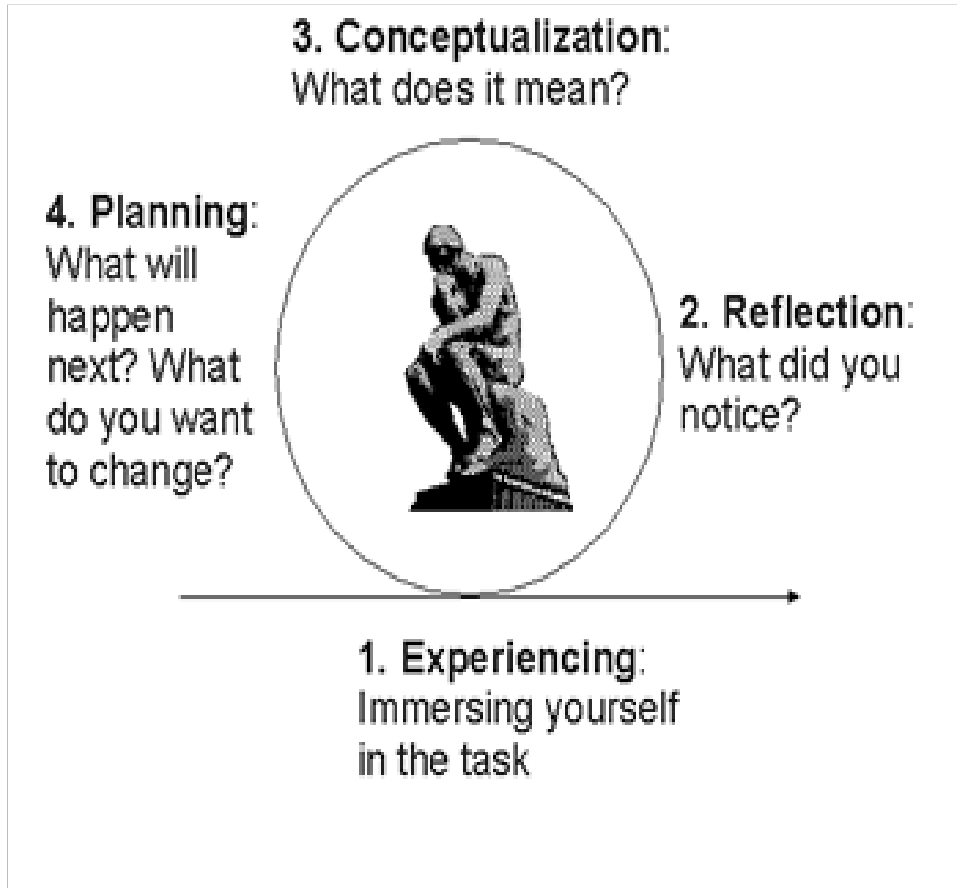 3. Conceptualization:
What does it mean?
4. Planning:
What will
happen
next? What
do you want
to change?
2. Reflection:
What did you
notice?
1. Experiencing:
Immersing yourself
in the task